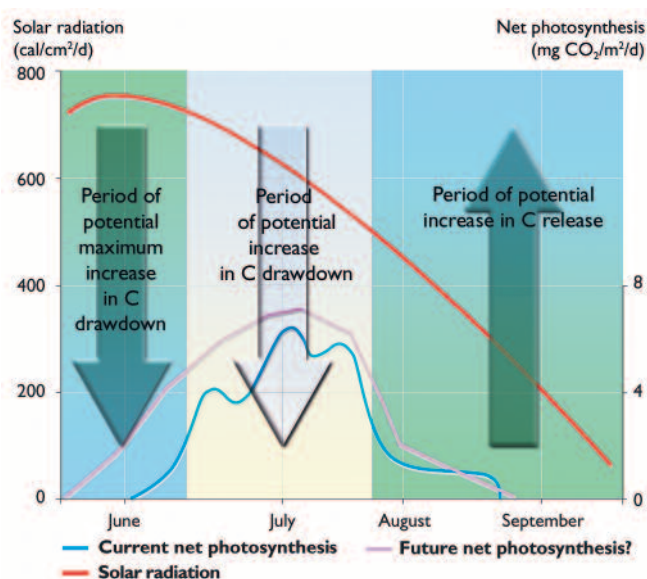 Solar radiation
(cal/cm²/d)
Net photosynthesis
(mg CO₂/m²/d)
800
600
400
200
0
8
4
0
Period of
potential
maximum
increase
in C
drawdown
Period
of potential
increase
in C drawdown
Period of potential
increase in C release
June
July
August
September
Current net photosynthesis
Future net photosynthesis?
Solar radiation